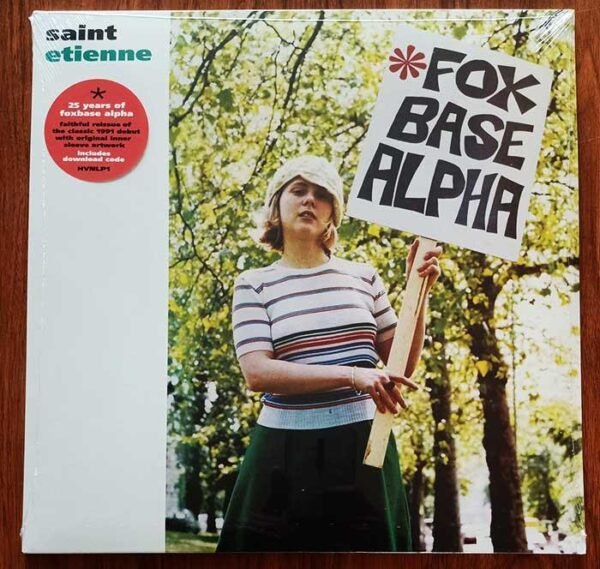 saint
etienne
*
25 years of
foxbase alpha
faithful reissue of
the classic 1991 debut
with original inner
sleeve artwork
includes
download code
HVNLP1
*FOX
BASE
ALPHA